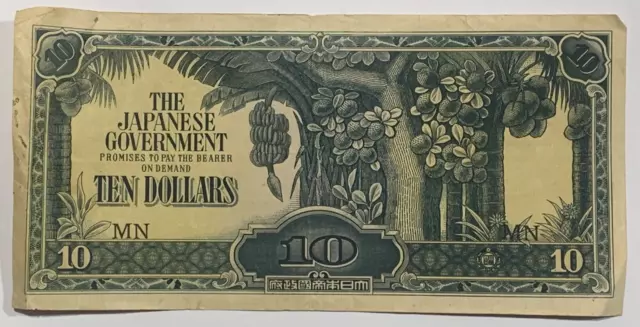 10
10
THE
JAPANESE
GOVERNMENT
PROMISES TO PAY THE BEARER
ON DEMAND
TEN DOLLARS
MN
MN
10
10
10
府政國帝本日大